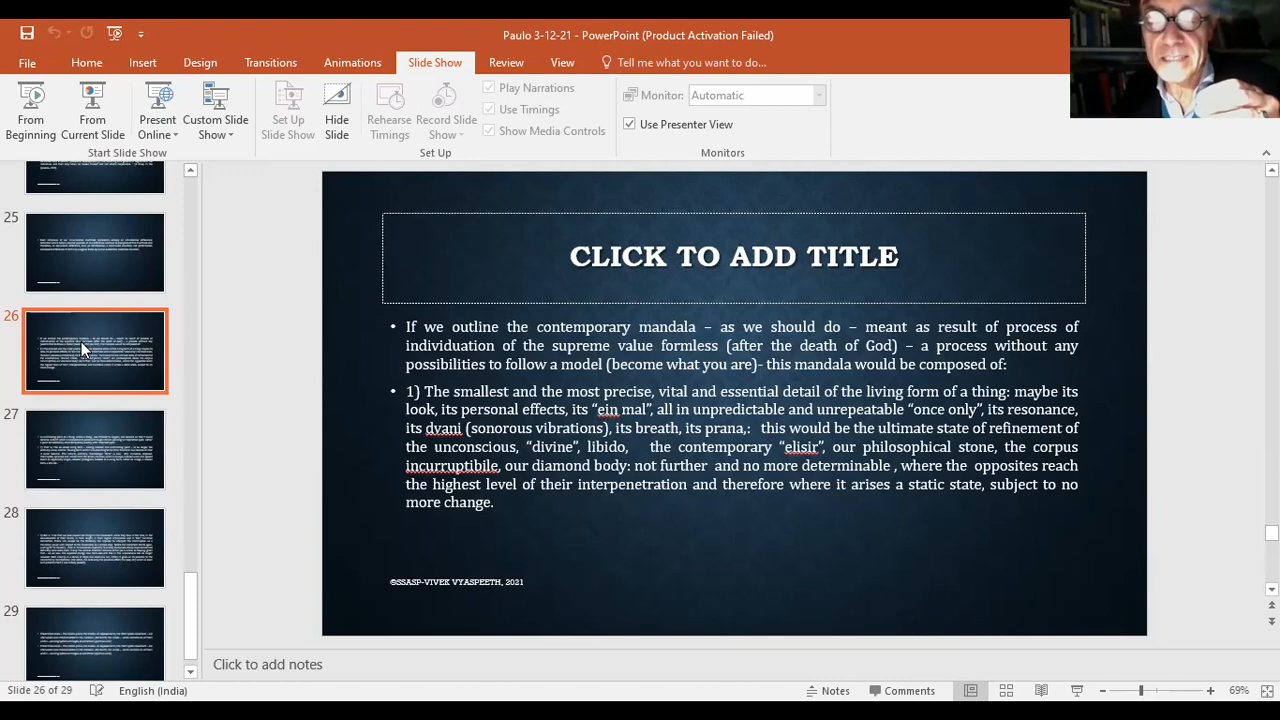 Paulo 3-12-21 - PowerPoint (Product Activation Failed)
File Home Insert Design Transitions Animations Slide Show Review View Tell me what you want to do...
From Beginning
From Current Slide
Present Online
Custom Slide Show
Set Up Slide Show
Hide Slide
Rehearse Timings
Record Slide Show
Play Narrations
Use Timings
Show Media Controls
Monitor: Automatic
Use Presenter View
Start Slide Show
Set Up
Monitors
25
26
27
28
29
CLICK TO ADD TITLE
• If we outline the contemporary mandala – as we should do – meant as result of process of
individuation of the supreme value formless (after the death of God) – a process without any
possibilities to know a model (become what you are)- this mandala would be composed of:
• 1) The smallest and the most precise, vital and essential detail of the living form of a thing: maybe its
look, its personal effects, its
mal”, all in unpredictable and unrepeatable “once only”, its resonance,
its dvani (sonorous vibrations), its breath, its prana.: this would be the ultimate state of refinement of
the uncommon, “mine” libido, the contemporary lapis philosophorum, the corpus
incurruptibile, our diamond body: not further and no more determinable , where the opposites reach
the highest level of their interpenetration and therefore where it arises a static state, subject to no
more change.
©SSASP-VIVEK VYASPEETH, 2021
Click to add notes
Slide 26 of 29 English (India) Notes Comments 69%